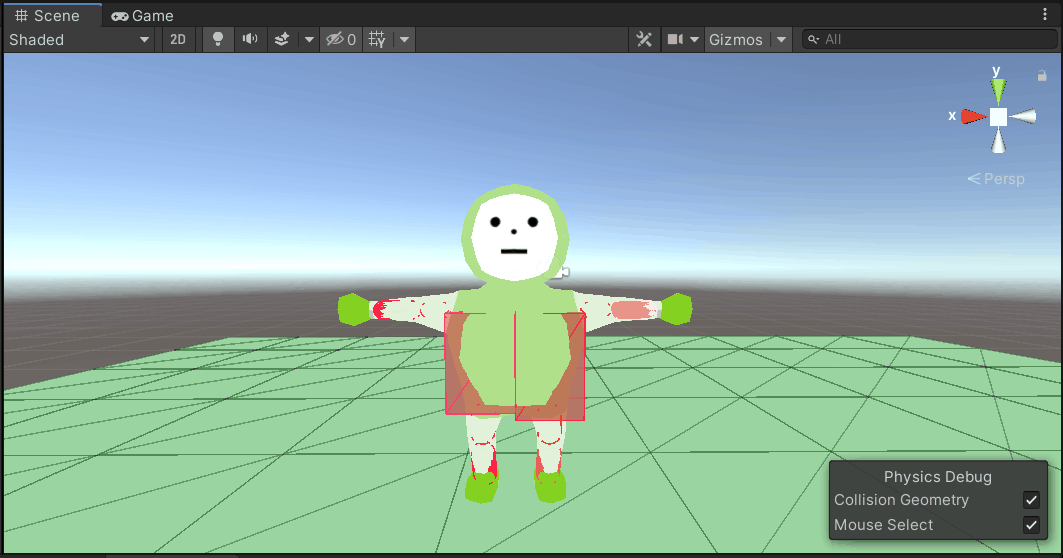 Scene Game
Shaded 2D 0 Gizmos All
y
x
Persp
Physics Debug
Collision Geometry
Mouse Select